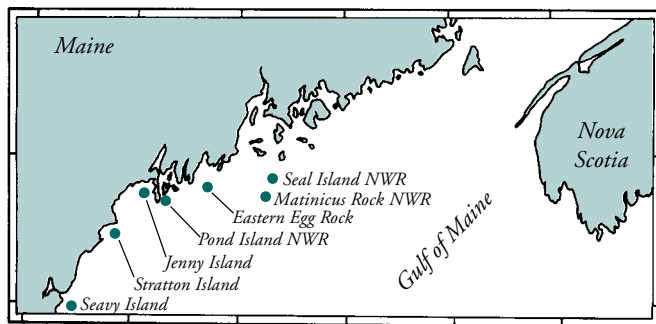 Maine
Nova
Scotia
Seal Island NWR
Matinicus Rock NWR
Eastern Egg Rock
Pond Island NWR
Jenny Island
Stratton Island
Seavy Island
Gulf of Maine